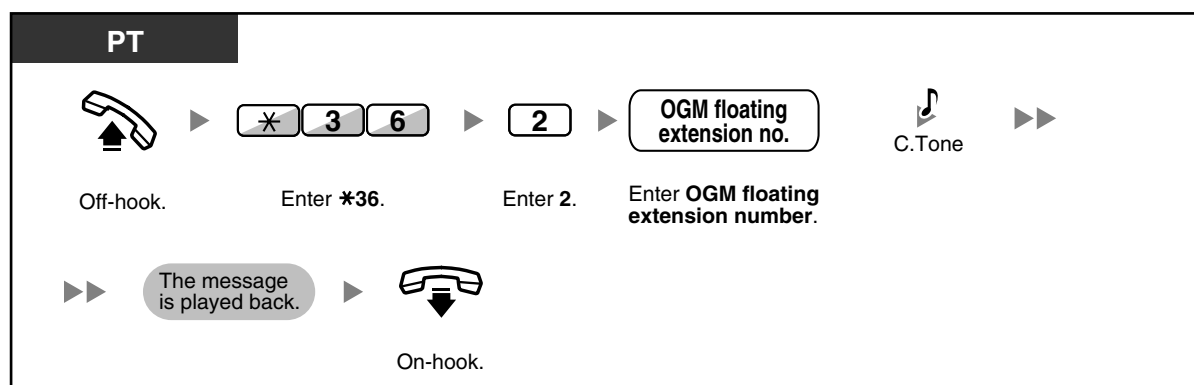 PT
* 3 6
2
OGM floating
extension no.
C.Tone
Off-hook.
Enter *36.
Enter 2.
Enter OGM floating
extension number.
The message
is played back.
On-hook.